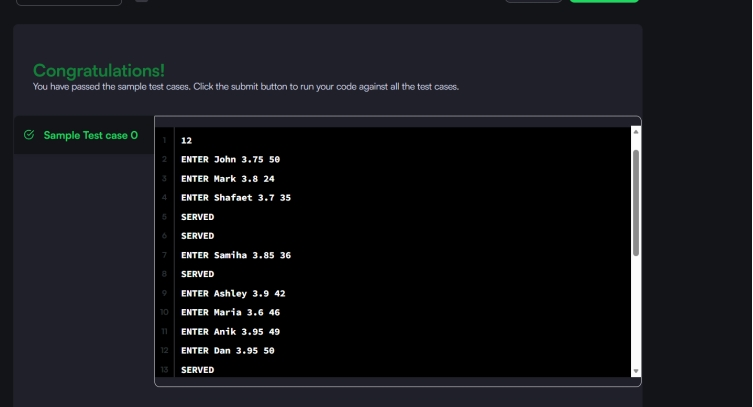 Congratulations!
You have passed the sample test cases. Click the submit button to run your code against all the test cases.
Sample Test case 0
1 12
2 ENTER John 3.75 50
3 ENTER Mark 3.8 24
4 ENTER Shafaet 3.7 35
5 SERVED
6 SERVED
7 ENTER Samiha 3.85 36
8 SERVED
9 ENTER Ashley 3.9 42
10 ENTER Maria 3.6 46
11 ENTER Anik 3.95 49
12 ENTER Dan 3.95 50
13 SERVED